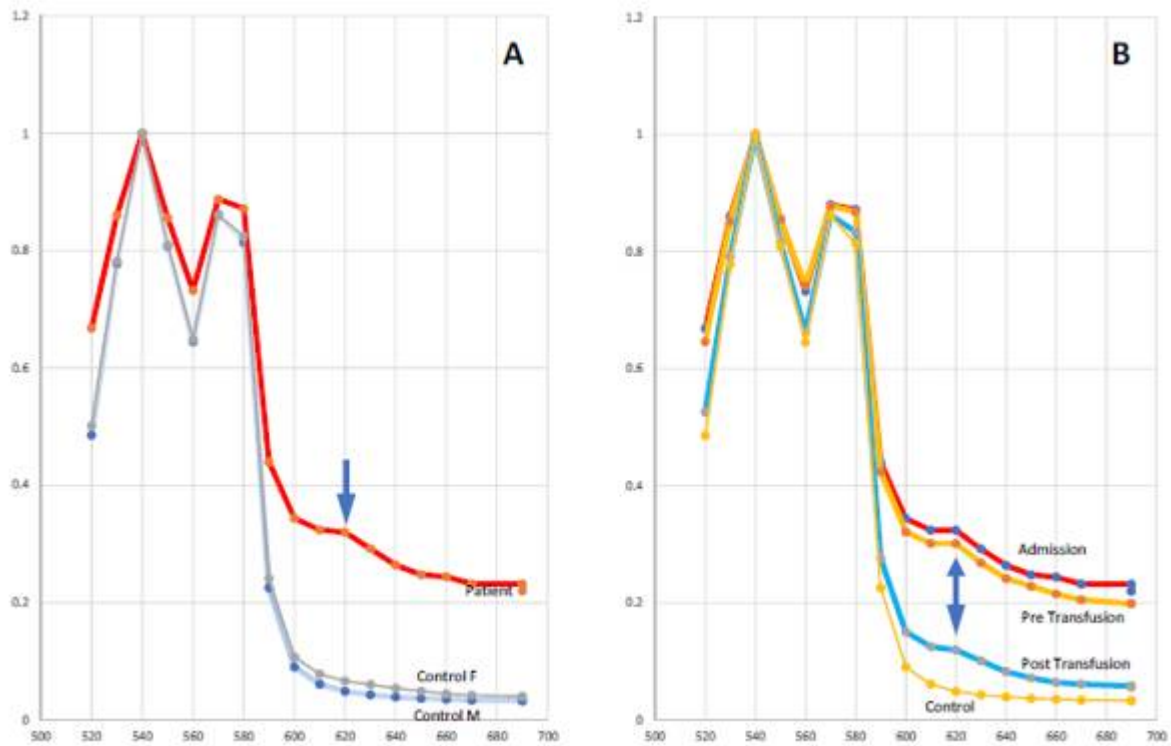 A
1.2
1
0.8
0.6
0.4
0.2
0
Patient
Control F
Control M
500 520 540 560 580 600 620 640 660 680 700
B
1.2
1
0.8
0.6
0.4
0.2
0
Admission
Pre Transfusion
Post Transfusion
Control
500 520 540 560 580 600 620 640 660 680 700